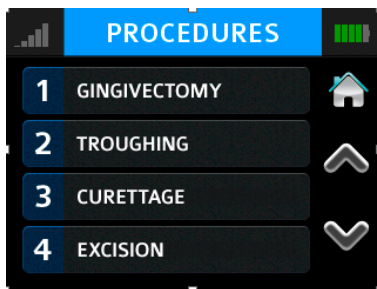 PROCEDURES
1 GINGIVECTOMY
2 TROUGHING
3 CURETTAGE
4 EXCISION